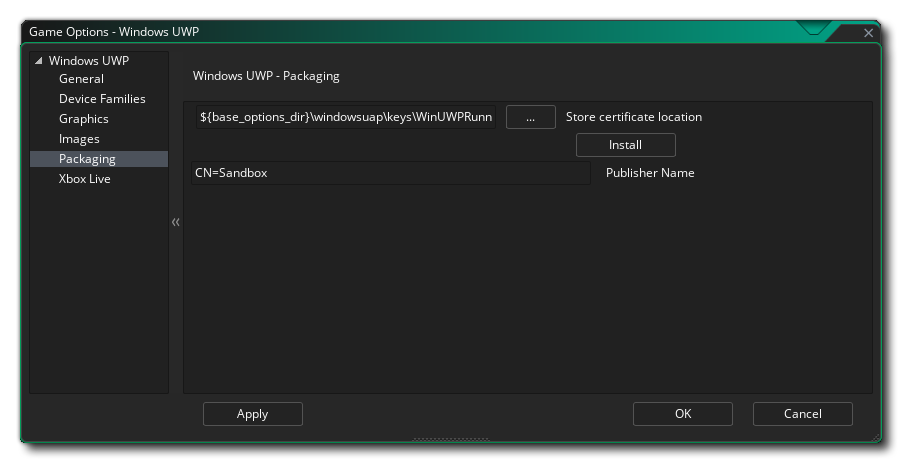 Game Options - Windows UWP
Windows UWP
General
Device Families
Graphics
Images
Packaging
Xbox Live
Windows UWP - Packaging
${base_options_dir}\windowsuap\keys\WinUWPRunn
...
Store certificate location
Install
CN=Sandbox
Publisher Name
Apply
OK
Cancel